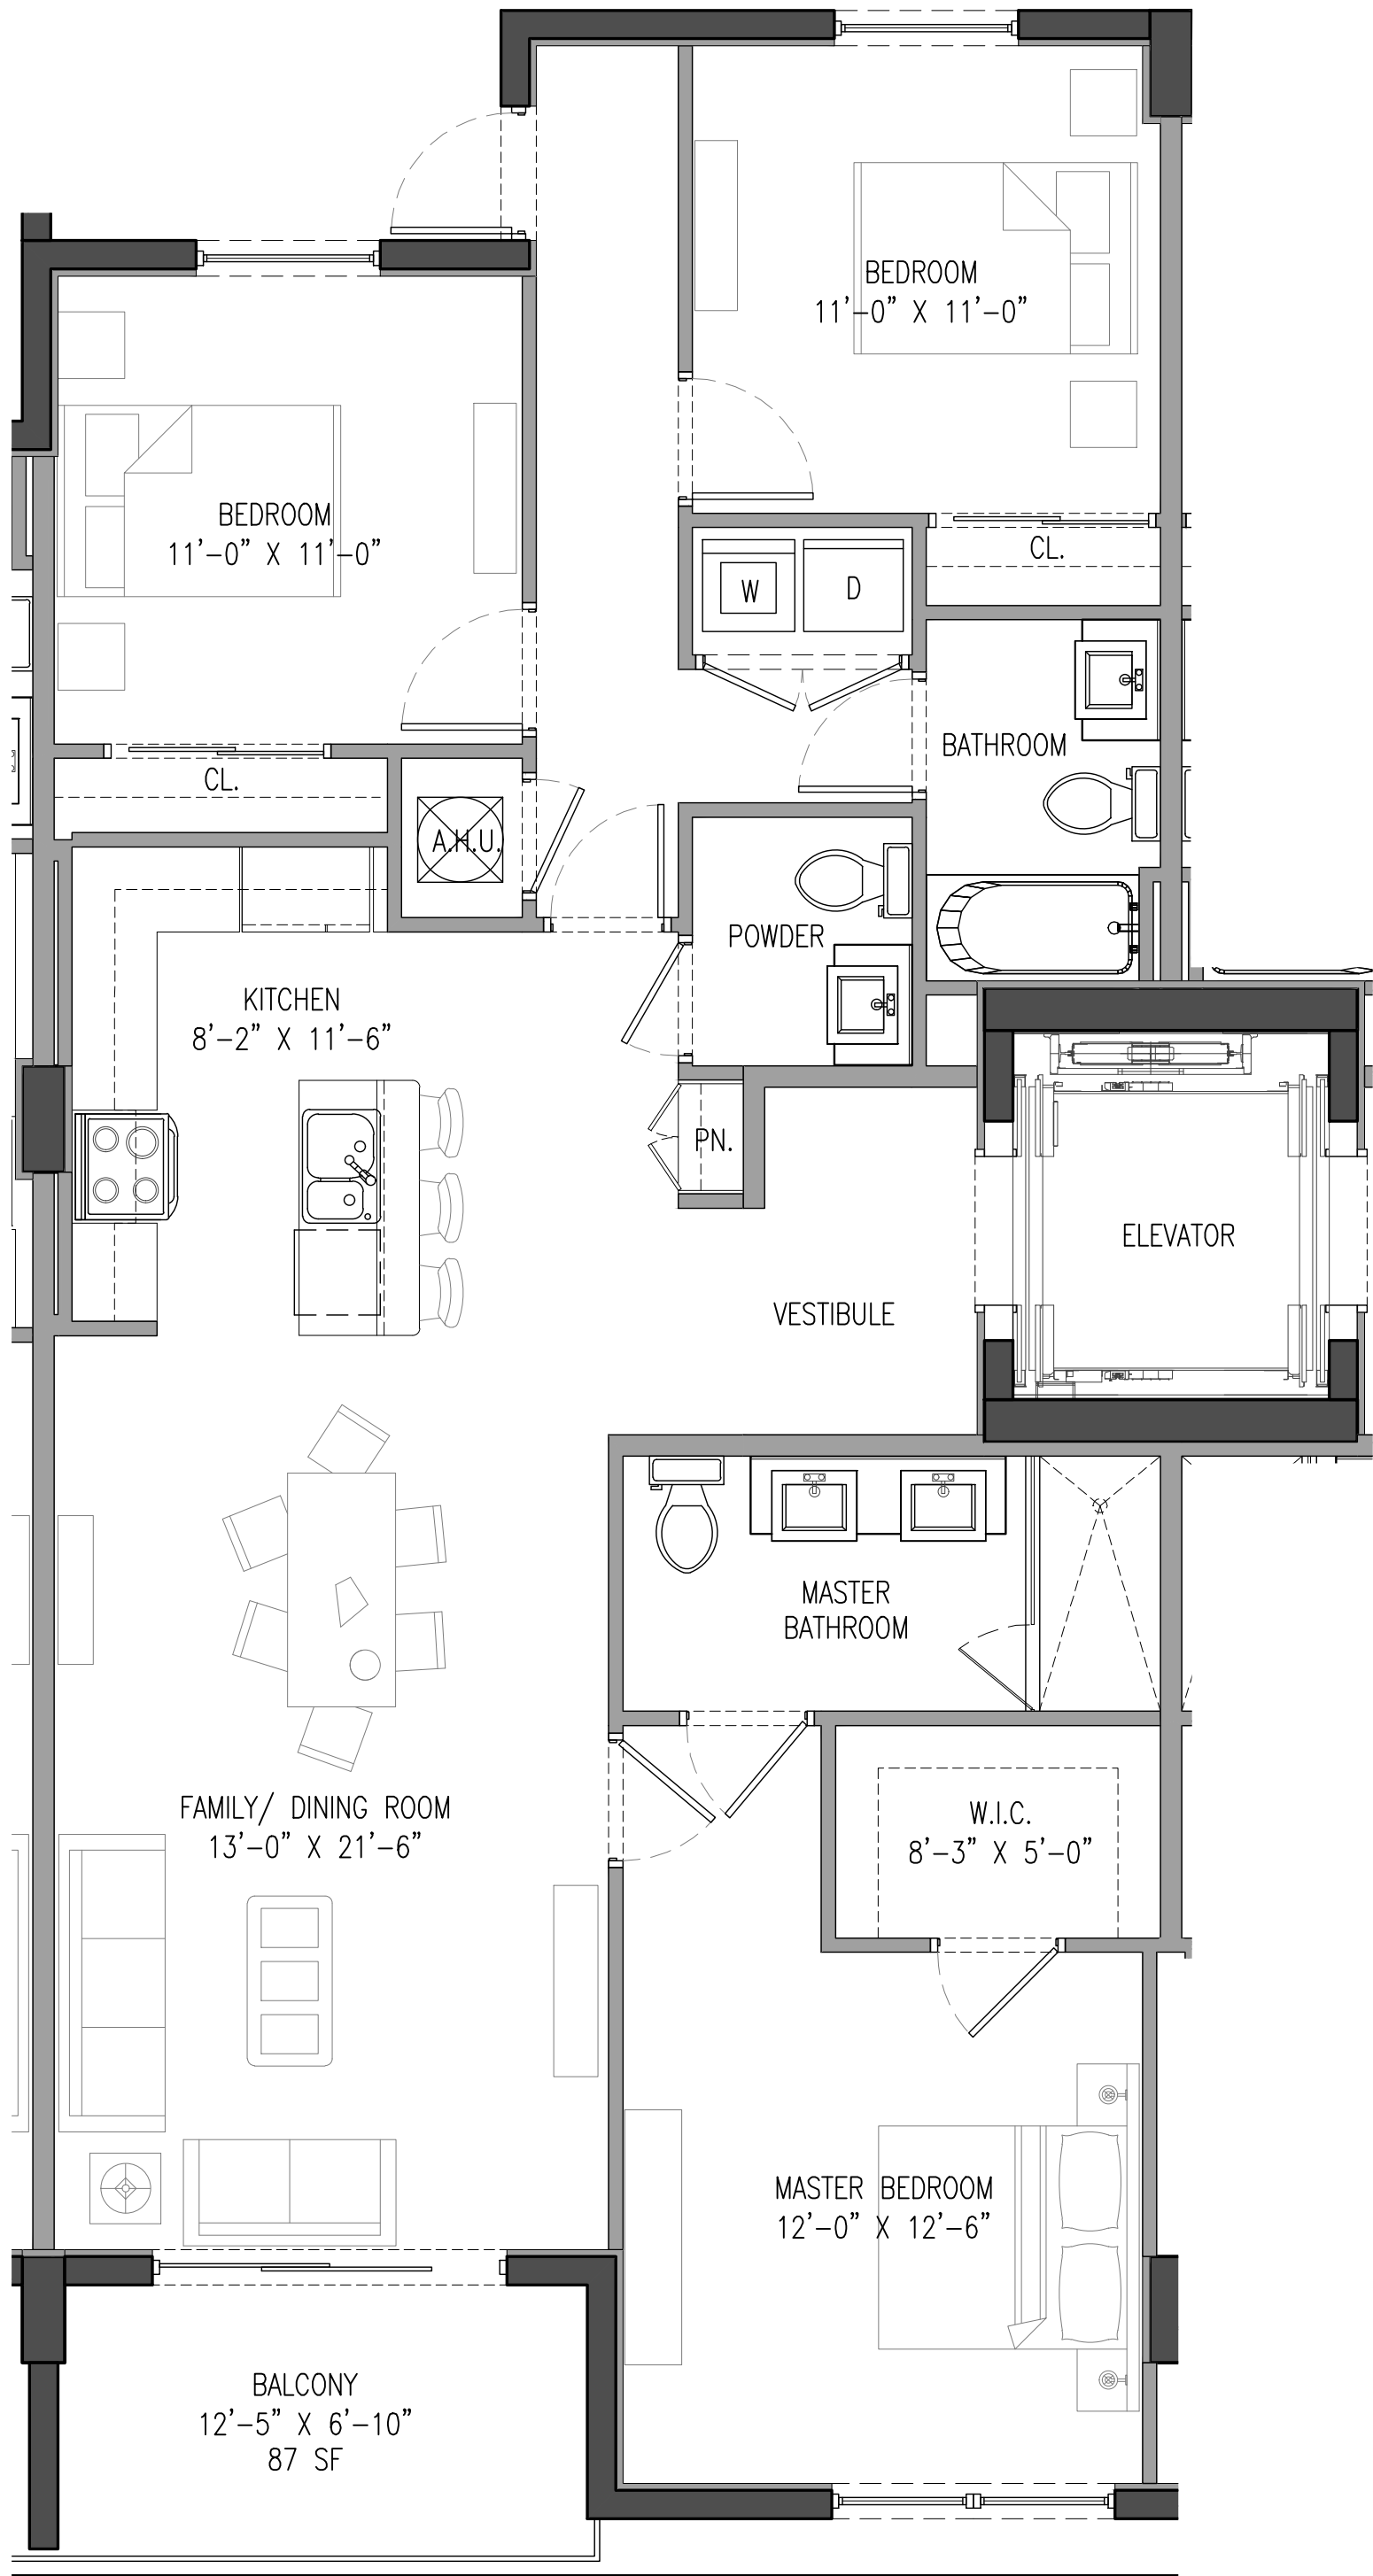 BEDROOM
11'-0" X 11'-0"
BEDROOM
11'-0" X 11'-0"
CL.
W
D
BATHROOM
CL.
A.H.U.
POWDER
KITCHEN
8'-2" X 11'-6"
PN.
ELEVATOR
VESTIBULE
MASTER
BATHROOM
FAMILY/ DINING ROOM
13'-0" X 21'-6"
W.I.C.
8'-3" X 5'-0"
MASTER BEDROOM
12'-0" X 12'-6"
BALCONY
12'-5" X 6'-10"
87 SF